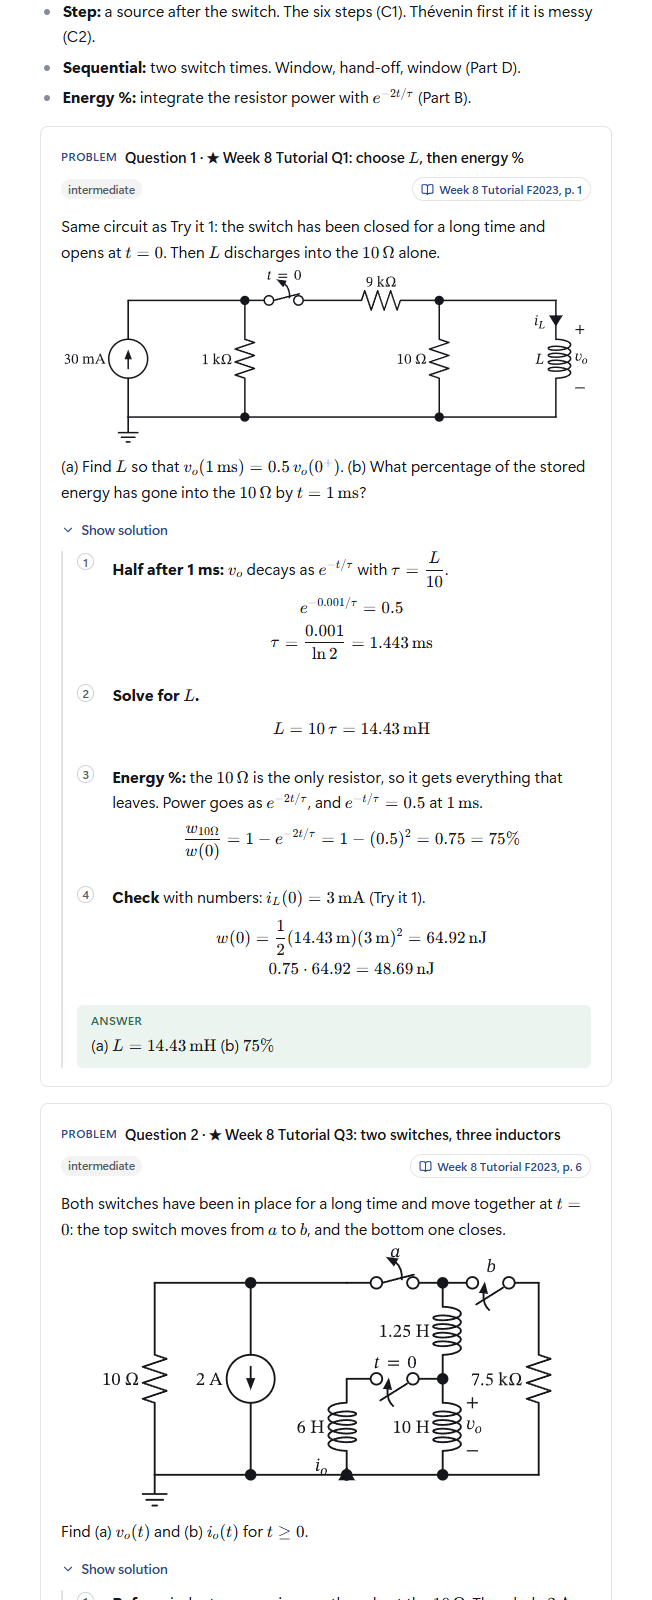 Step: a source after the switch. The six steps (C1). Thévenin first if it is messy
(C2).
Sequential: two switch times. Window, hand-off, window (Part D).
Energy %: integrate the resistor power with e^{-2t/τ} (Part B).
PROBLEM Question 1 · ★ Week 8 Tutorial Q1: choose L, then energy %
intermediate
Week 8 Tutorial F2023, p. 1
Same circuit as Try it 1: the switch has been closed for a long time and
opens at t = 0. Then L discharges into the 10 Ω alone.
t = 0
9 kΩ
30 mA
1 kΩ
10 Ω
i_L
L
+
v_o
−
(a) Find L so that v_o(1 ms) = 0.5 v_o(0⁺). (b) What percentage of the stored
energy has gone into the 10 Ω by t = 1 ms?
Show solution
1 Half after 1 ms: v_o decays as e^{-t/τ} with τ = L/10.
e^{-0.001/τ} = 0.5
τ = 0.001/ln 2 = 1.443 ms
2 Solve for L.
L = 10 τ = 14.43 mH
3 Energy %: the 10 Ω is the only resistor, so it gets everything that
leaves. Power goes as e^{-2t/τ}, and e^{-t/τ} = 0.5 at 1 ms.
w_{10Ω}/w(0) = 1 − e^{-2t/τ} = 1 − (0.5)² = 0.75 = 75%
4 Check with numbers: i_L(0) = 3 mA (Try it 1).
w(0) = 1/2 (14.43 m)(3 m)² = 64.92 nJ
0.75 · 64.92 = 48.69 nJ
ANSWER
(a) L = 14.43 mH (b) 75%
PROBLEM Question 2 · ★ Week 8 Tutorial Q3: two switches, three inductors
intermediate
Week 8 Tutorial F2023, p. 6
Both switches have been in place for a long time and move together at t =
0: the top switch moves from a to b, and the bottom one closes.
a
b
1.25 H
t = 0
10 Ω
2 A
7.5 kΩ
6 H
10 H
+
v_o
−
i_o
Find (a) v_o(t) and (b) i_o(t) for t ≥ 0.
Show solution